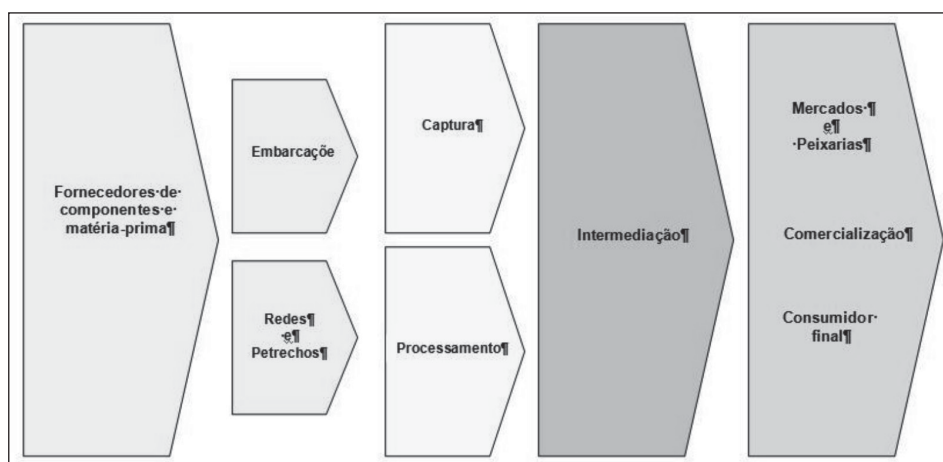 Fornecedores·de·
componentes·e·
matéria-prima¶
Embarcaçõe
Redes¶
·e¶
Petrechos¶
Captura¶
Processamento¶
Intermediação¶
Mercados·¶
e¶
·Peixarias¶
Comercialização¶
Consumidor·
final¶